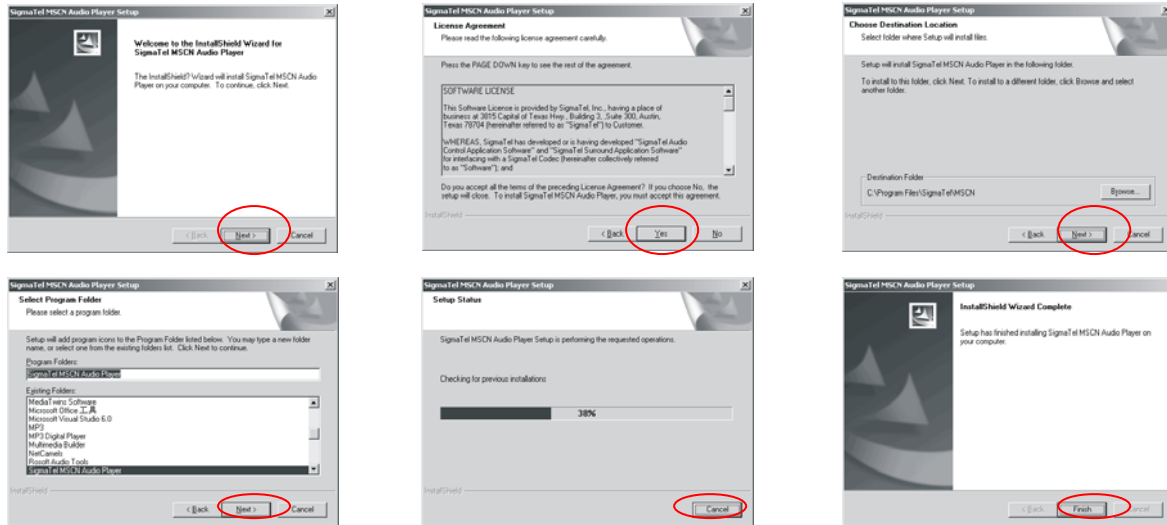 SigmaTel MSCN Audio Player Setup
Welcome to the InstallShield Wizard for
SigmaTel MSCN Audio Player
The InstallShield? Wizard will install SigmaTel MSCN Audio
Player on your computer. To continue, click Next.
< Back
Next >
Cancel
SigmaTel MSCN Audio Player Setup
License Agreement
Please read the following license agreement carefully.
Press the PAGE DOWN key to see the rest of the agreement.
SOFTWARE LICENSE
This Software License is provided by SigmaTel, Inc., having a place of
business at 3815 Capital of Texas Hwy., Building 3, ,Suite 300, Austin,
Texas 78704 (hereinafter referred to as "SigmaTel") to Customer.
WHEREAS, SigmaTel has developed or is having developed "SigmaTel Audio
Control Application Software" and "SigmaTel Surround Application Software"
for interfacing with a SigmaTel Codec (hereinafter collectively referred
to as "Software"); and
Do you accept all the terms of the preceding License Agreement? If you choose No, the
setup will close. To install SigmaTel MSCN Audio Player, you must accept this agreement.
InstallShield
< Back
Yes
No
SigmaTel MSCN Audio Player Setup
Choose Destination Location
Select folder where Setup will install files.
Setup will install SigmaTel MSCN Audio Player in the following folder.
To install to this folder, click Next. To install to a different folder, click Browse and select
another folder.
Destination Folder
C:\Program Files\SigmaTel\MSCN
Browse...
InstallShield
< Back
Next >
Cancel
SigmaTel MSCN Audio Player Setup
Select Program Folder
Please select a program folder.
Setup will add program icons to the Program Folder listed below. You may type a new folder
name, or select one from the existing folders list. Click Next to continue.
Program Folders:
SigmaTel MSCN Audio Player
Existing Folders:
MediaTwins Software
Microsoft Office 工具
Microsoft Visual Studio 6.0
MP3
MP3 Digital Player
Multimedia Builder
NetCamels
Roxoft Audio Tools
SigmaTel MSCN Audio Player
InstallShield
< Back
Next >
Cancel
SigmaTel MSCN Audio Player Setup
Setup Status
SigmaTel MSCN Audio Player Setup is performing the requested operations.
Checking for previous installations
38%
InstallShield
Cancel
SigmaTel MSCN Audio Player Setup
InstallShield Wizard Complete
Setup has finished installing SigmaTel MSCN Audio Player on
your computer.
< Back
Finish
Cancel